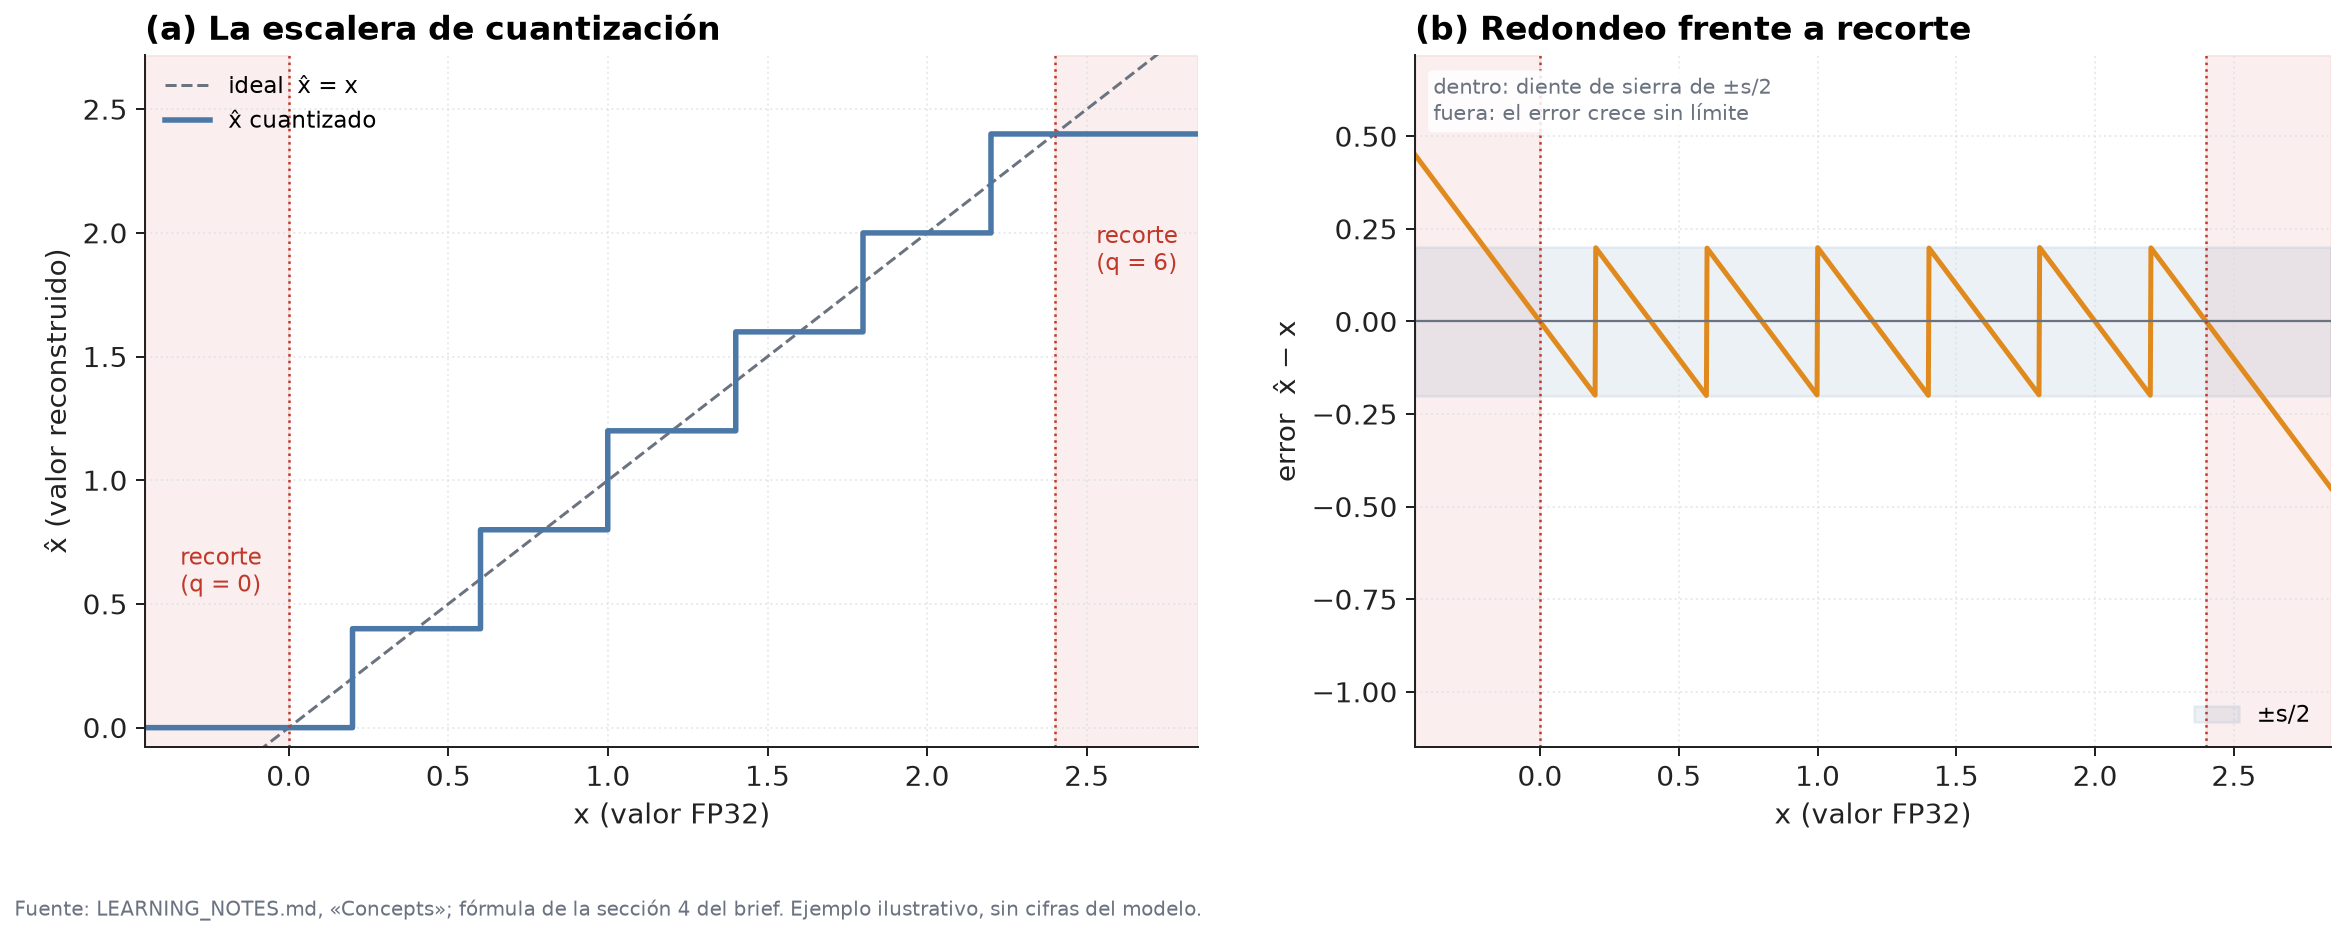 (a) La escalera de cuantización
ideal x̂ = x
x̂ cuantizado
recorte
(q = 6)
recorte
(q = 0)
x̂ (valor reconstruido)
2.5
2.0
1.5
1.0
0.5
0.0
0.0 0.5 1.0 1.5 2.0 2.5
x (valor FP32)
(b) Redondeo frente a recorte
dentro: diente de sierra de ±s/2
fuera: el error crece sin límite
error x̂ − x
0.50
0.25
0.00
−0.25
−0.50
−0.75
−1.00
±s/2
0.0 0.5 1.0 1.5 2.0 2.5
x (valor FP32)
Fuente: LEARNING_NOTES.md, «Concepts»; fórmula de la sección 4 del brief. Ejemplo ilustrativo, sin cifras del modelo.